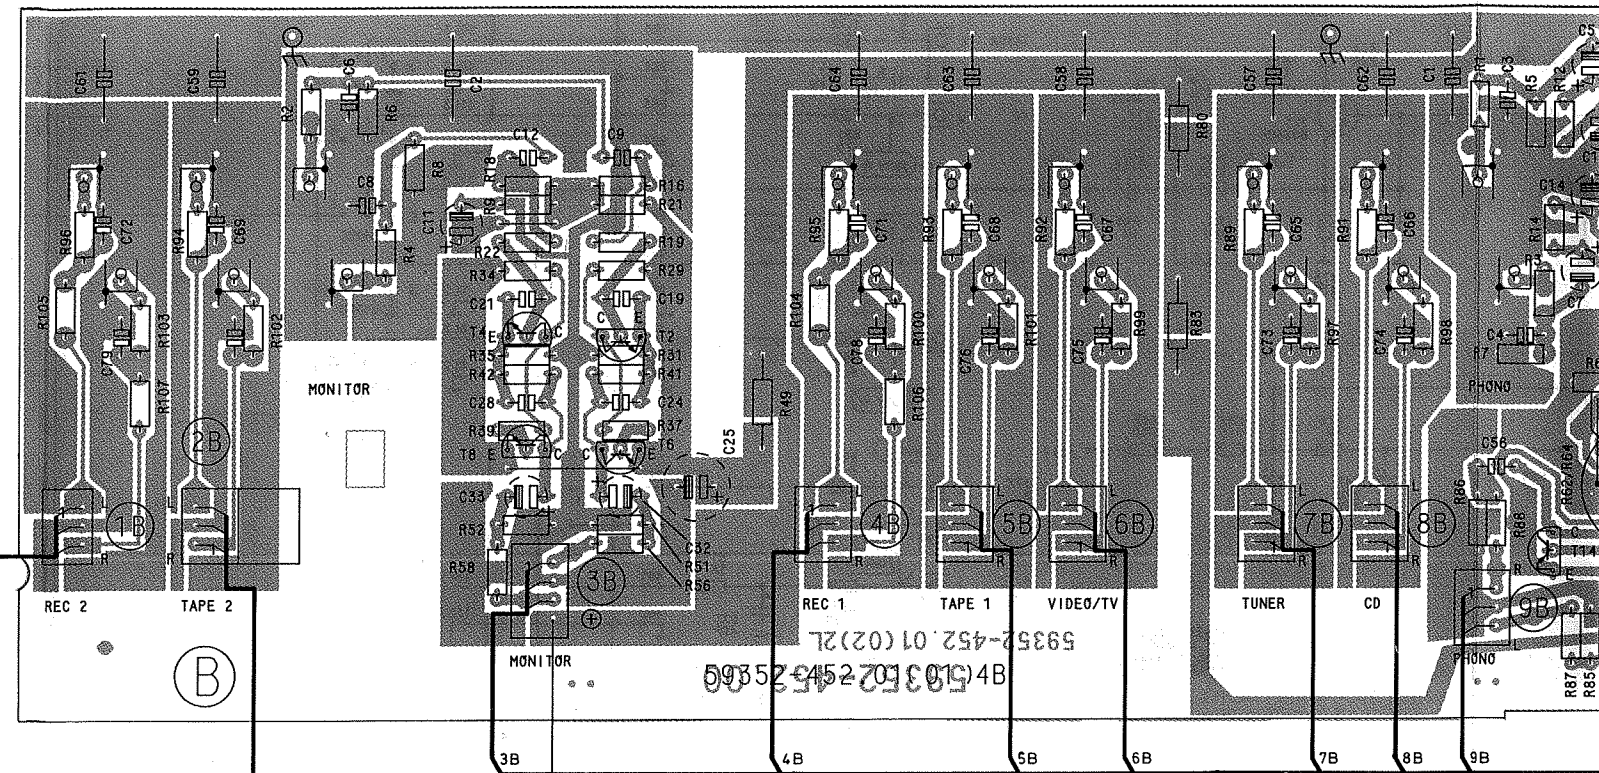 C61
C59
C6
C2
C64
C63
C58
C57
C62
C1
C3
C5
R2
R6
R80
R5
R12
C12
C9
R8
R18
C8
R9
R16
R21
C11
C14
R96
C72
R94
C69
R4
R22
R19
R95
C71
R93
C68
R92
C67
R89
C65
R91
C66
R14
R34
R29
R3
C7
R105
R103
R102
C21
C19
R104
R100
R101
R99
R83
R97
R98
C79
T4
E
C
C
E
T2
C78
C76
C75
C73
C74
C4
R35
R31
R7
R107
MONITOR
R42
R41
R49
R106
PHONO
C28
C24
R39
R37
C25
2B
T8 E
C
C
E
T6
C56
R62/R64
C33
R86
R88
L
L
L
L
L
L
L
1B
4B
5B
6B
7B
8B
R52
C32
R51
R56
T14
C
E
R
R
R
R
R
R
R
R58
3B
9B
REC 2
TAPE 2
REC 1
TAPE 1
VIDEO/TV
TUNER
CD
59352-452.01(02)2L
MONITOR
PHONO
L
B
59352-452.01(01)4B
59352-452.00
R87
R85
3B
4B
5B
6B
7B
8B
9B